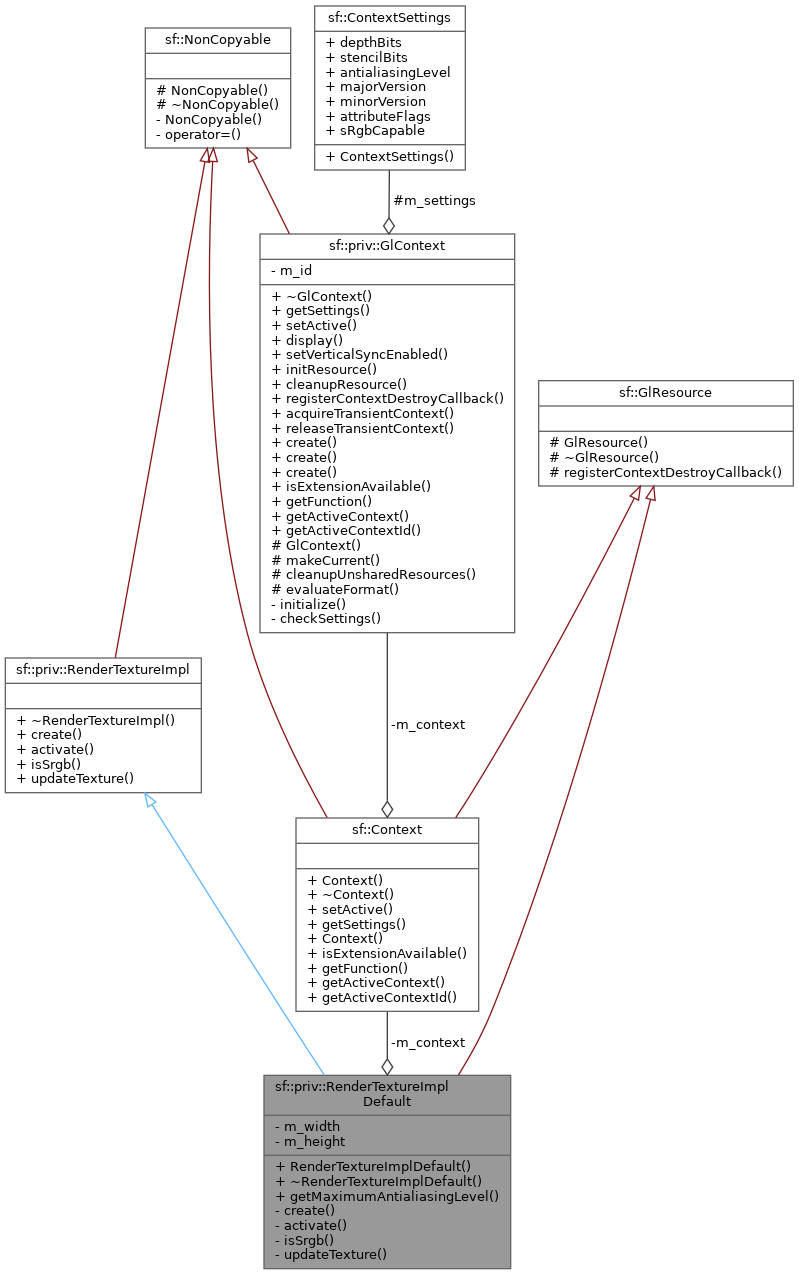 sf::NonCopyable
# NonCopyable()
# ~NonCopyable()
- NonCopyable()
- operator=()
sf::ContextSettings
+ depthBits
+ stencilBits
+ antialiasingLevel
+ majorVersion
+ minorVersion
+ attributeFlags
+ sRgbCapable
+ ContextSettings()
#m_settings
sf::priv::GlContext
- m_id
+ ~GlContext()
+ getSettings()
+ setActive()
+ display()
+ setVerticalSyncEnabled()
+ initResource()
+ cleanupResource()
+ registerContextDestroyCallback()
+ acquireTransientContext()
+ releaseTransientContext()
+ create()
+ create()
+ create()
+ isExtensionAvailable()
+ getFunction()
+ getActiveContext()
+ getActiveContextId()
# GlContext()
# makeCurrent()
# cleanupUnsharedResources()
# evaluateFormat()
- initialize()
- checkSettings()
sf::GlResource
# GlResource()
# ~GlResource()
# registerContextDestroyCallback()
sf::priv::RenderTextureImpl
+ ~RenderTextureImpl()
+ create()
+ activate()
+ isSrgb()
+ updateTexture()
-m_context
sf::Context
+ Context()
+ ~Context()
+ setActive()
+ getSettings()
+ Context()
+ isExtensionAvailable()
+ getFunction()
+ getActiveContext()
+ getActiveContextId()
-m_context
sf::priv::RenderTextureImpl
Default
- m_width
- m_height
+ RenderTextureImplDefault()
+ ~RenderTextureImplDefault()
+ getMaximumAntialiasingLevel()
- create()
- activate()
- isSrgb()
- updateTexture()